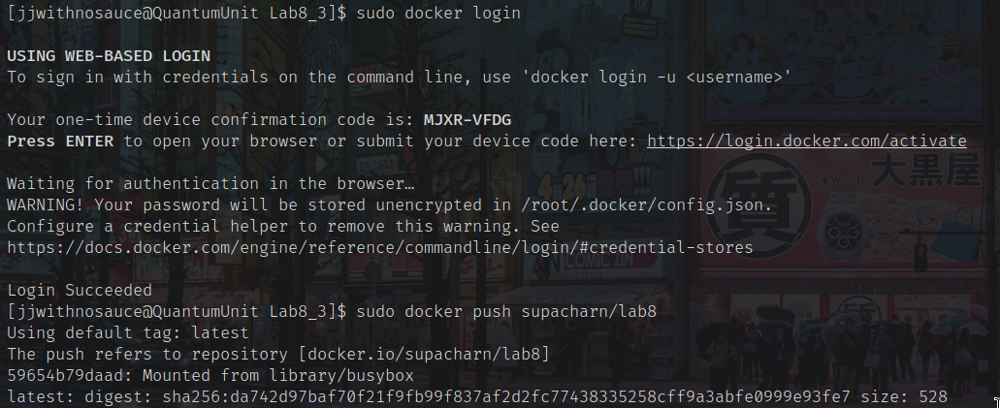 [jjwithnosauce@QuantumUnit Lab8_3]$ sudo docker login
USING WEB-BASED LOGIN
To sign in with credentials on the command line, use 'docker login -u <username>'
Your one-time device confirmation code is: MJXR-VFDG
Press ENTER to open your browser or submit your device code here: https://login.docker.com/activate
Waiting for authentication in the browser…
WARNING! Your password will be stored unencrypted in /root/.docker/config.json.
Configure a credential helper to remove this warning. See
https://docs.docker.com/engine/reference/commandline/login/#credential-stores
Login Succeeded
[jjwithnosauce@QuantumUnit Lab8_3]$ sudo docker push supacharn/lab8
Using default tag: latest
The push refers to repository [docker.io/supacharn/lab8]
59654b79daad: Mounted from library/busybox
latest: digest: sha256:da742d97baf70f21f9fb99f837af2d2fc77438335258cff9a3abfe0999e93fe7 size: 528
大黒屋
チケット
質
COMIC ZIN